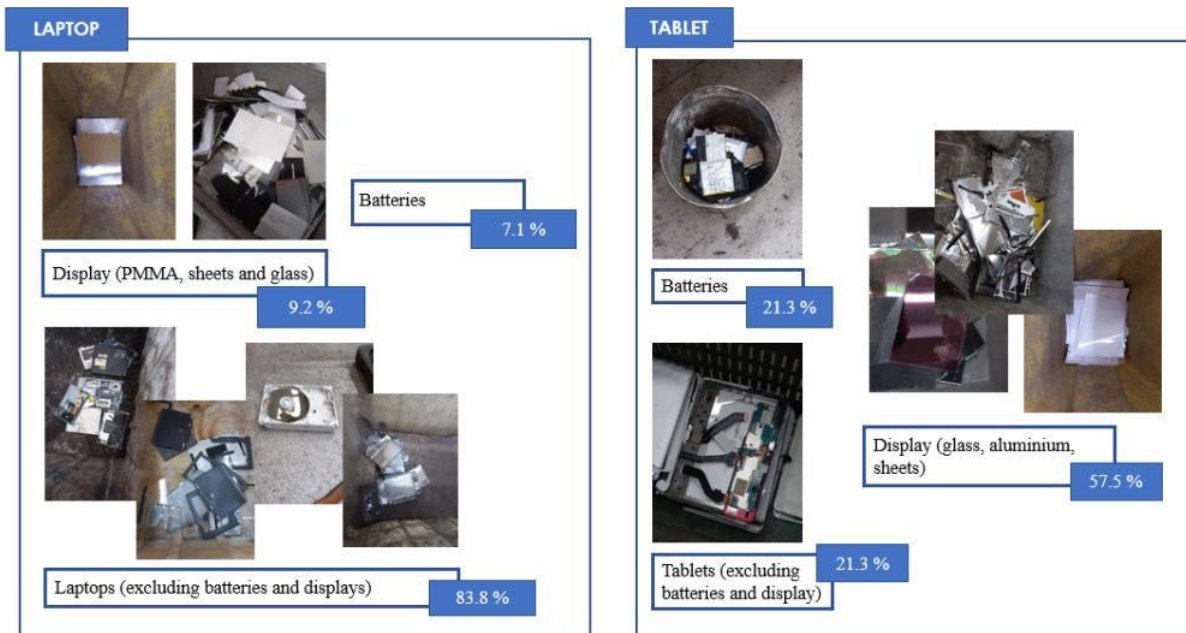 LAPTOP
Batteries
7.1 %
Display (PMMA, sheets and glass)
9.2 %
Laptops (excluding batteries and displays)
83.8 %
TABLET
Batteries
21.3 %
Display (glass, aluminium,
sheets)
57.5 %
Tablets (excluding
batteries and display)
21.3 %